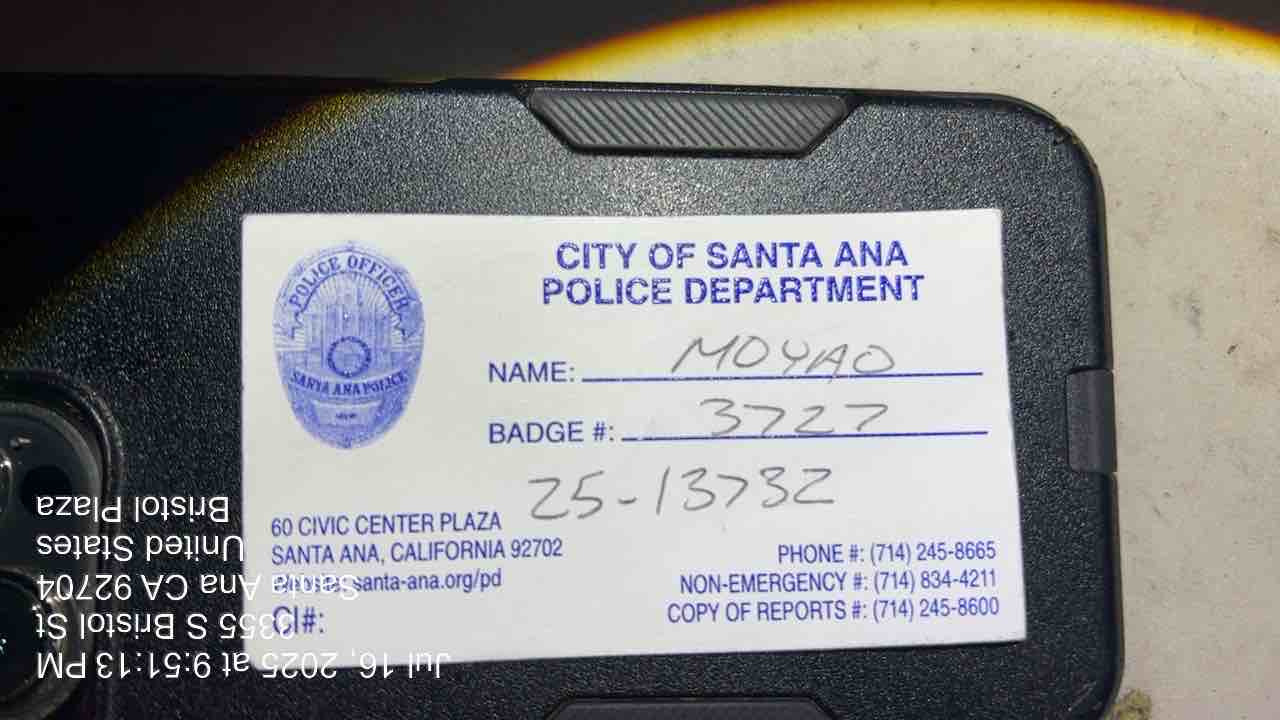 POLICE OFFICER
SANTA ANA POLICE
CITY OF SANTA ANA
POLICE DEPARTMENT
NAME: MOYAO
BADGE #: 3727
25-13732
60 CIVIC CENTER PLAZA
SANTA ANA, CALIFORNIA 92702
santa-ana.org/pd
CI#:
PHONE #: (714) 245-8665
NON-EMERGENCY #: (714) 834-4211
COPY OF REPORTS #: (714) 245-8600
Jul 16, 2025 at 9:51:13 PM
3355 S Bristol St
Santa Ana CA 92704
United States
Bristol Plaza